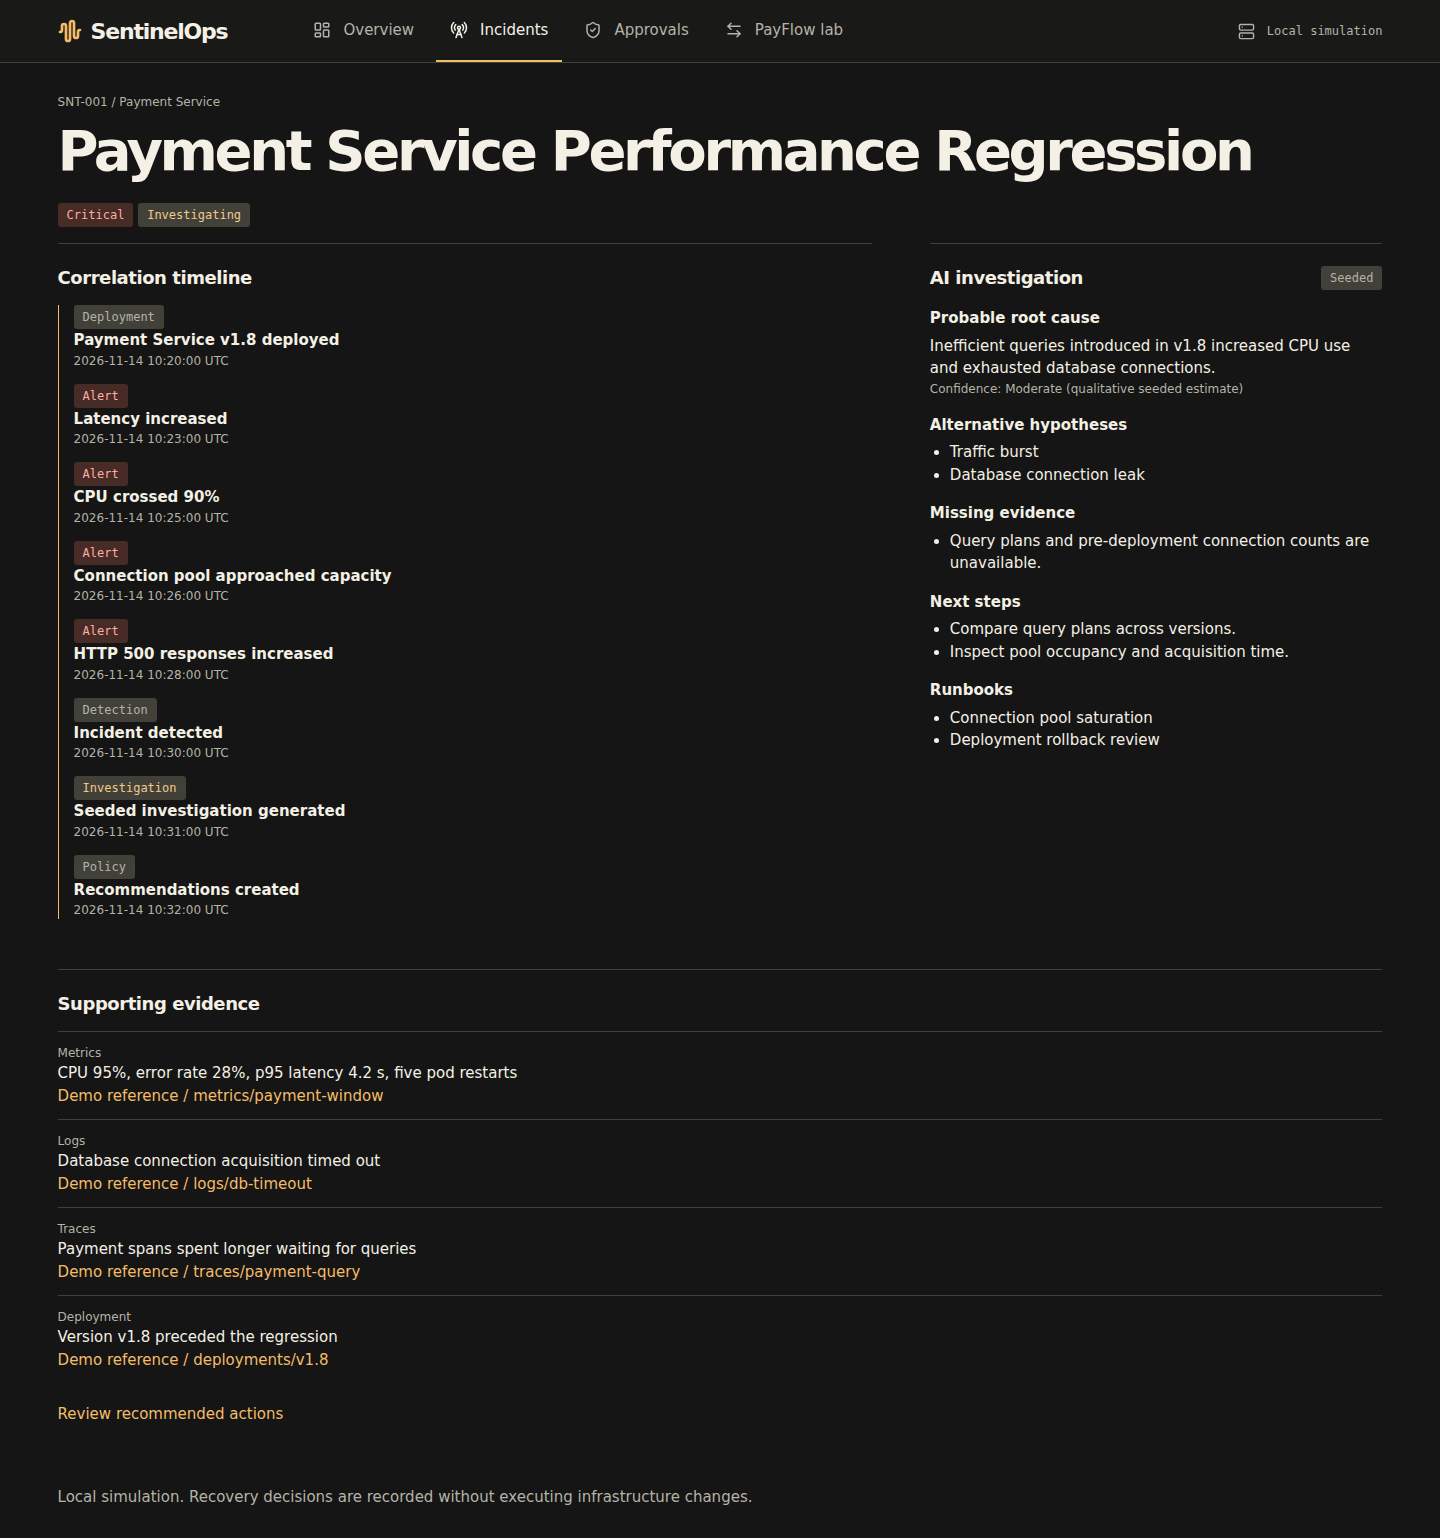 SentinelOps
Overview
Incidents
Approvals
PayFlow lab
Local simulation
SNT-001 / Payment Service
Payment Service Performance Regression
Critical
Investigating
Correlation timeline
Deployment
Payment Service v1.8 deployed
2026-11-14 10:20:00 UTC
Alert
Latency increased
2026-11-14 10:23:00 UTC
Alert
CPU crossed 90%
2026-11-14 10:25:00 UTC
Alert
Connection pool approached capacity
2026-11-14 10:26:00 UTC
Alert
HTTP 500 responses increased
2026-11-14 10:28:00 UTC
Detection
Incident detected
2026-11-14 10:30:00 UTC
Investigation
Seeded investigation generated
2026-11-14 10:31:00 UTC
Policy
Recommendations created
2026-11-14 10:32:00 UTC
AI investigation
Seeded
Probable root cause
Inefficient queries introduced in v1.8 increased CPU use
and exhausted database connections.
Confidence: Moderate (qualitative seeded estimate)
Alternative hypotheses
Traffic burst
Database connection leak
Missing evidence
Query plans and pre-deployment connection counts are
unavailable.
Next steps
Compare query plans across versions.
Inspect pool occupancy and acquisition time.
Runbooks
Connection pool saturation
Deployment rollback review
Supporting evidence
Metrics
CPU 95%, error rate 28%, p95 latency 4.2 s, five pod restarts
Demo reference / metrics/payment-window
Logs
Database connection acquisition timed out
Demo reference / logs/db-timeout
Traces
Payment spans spent longer waiting for queries
Demo reference / traces/payment-query
Deployment
Version v1.8 preceded the regression
Demo reference / deployments/v1.8
Review recommended actions
Local simulation. Recovery decisions are recorded without executing infrastructure changes.